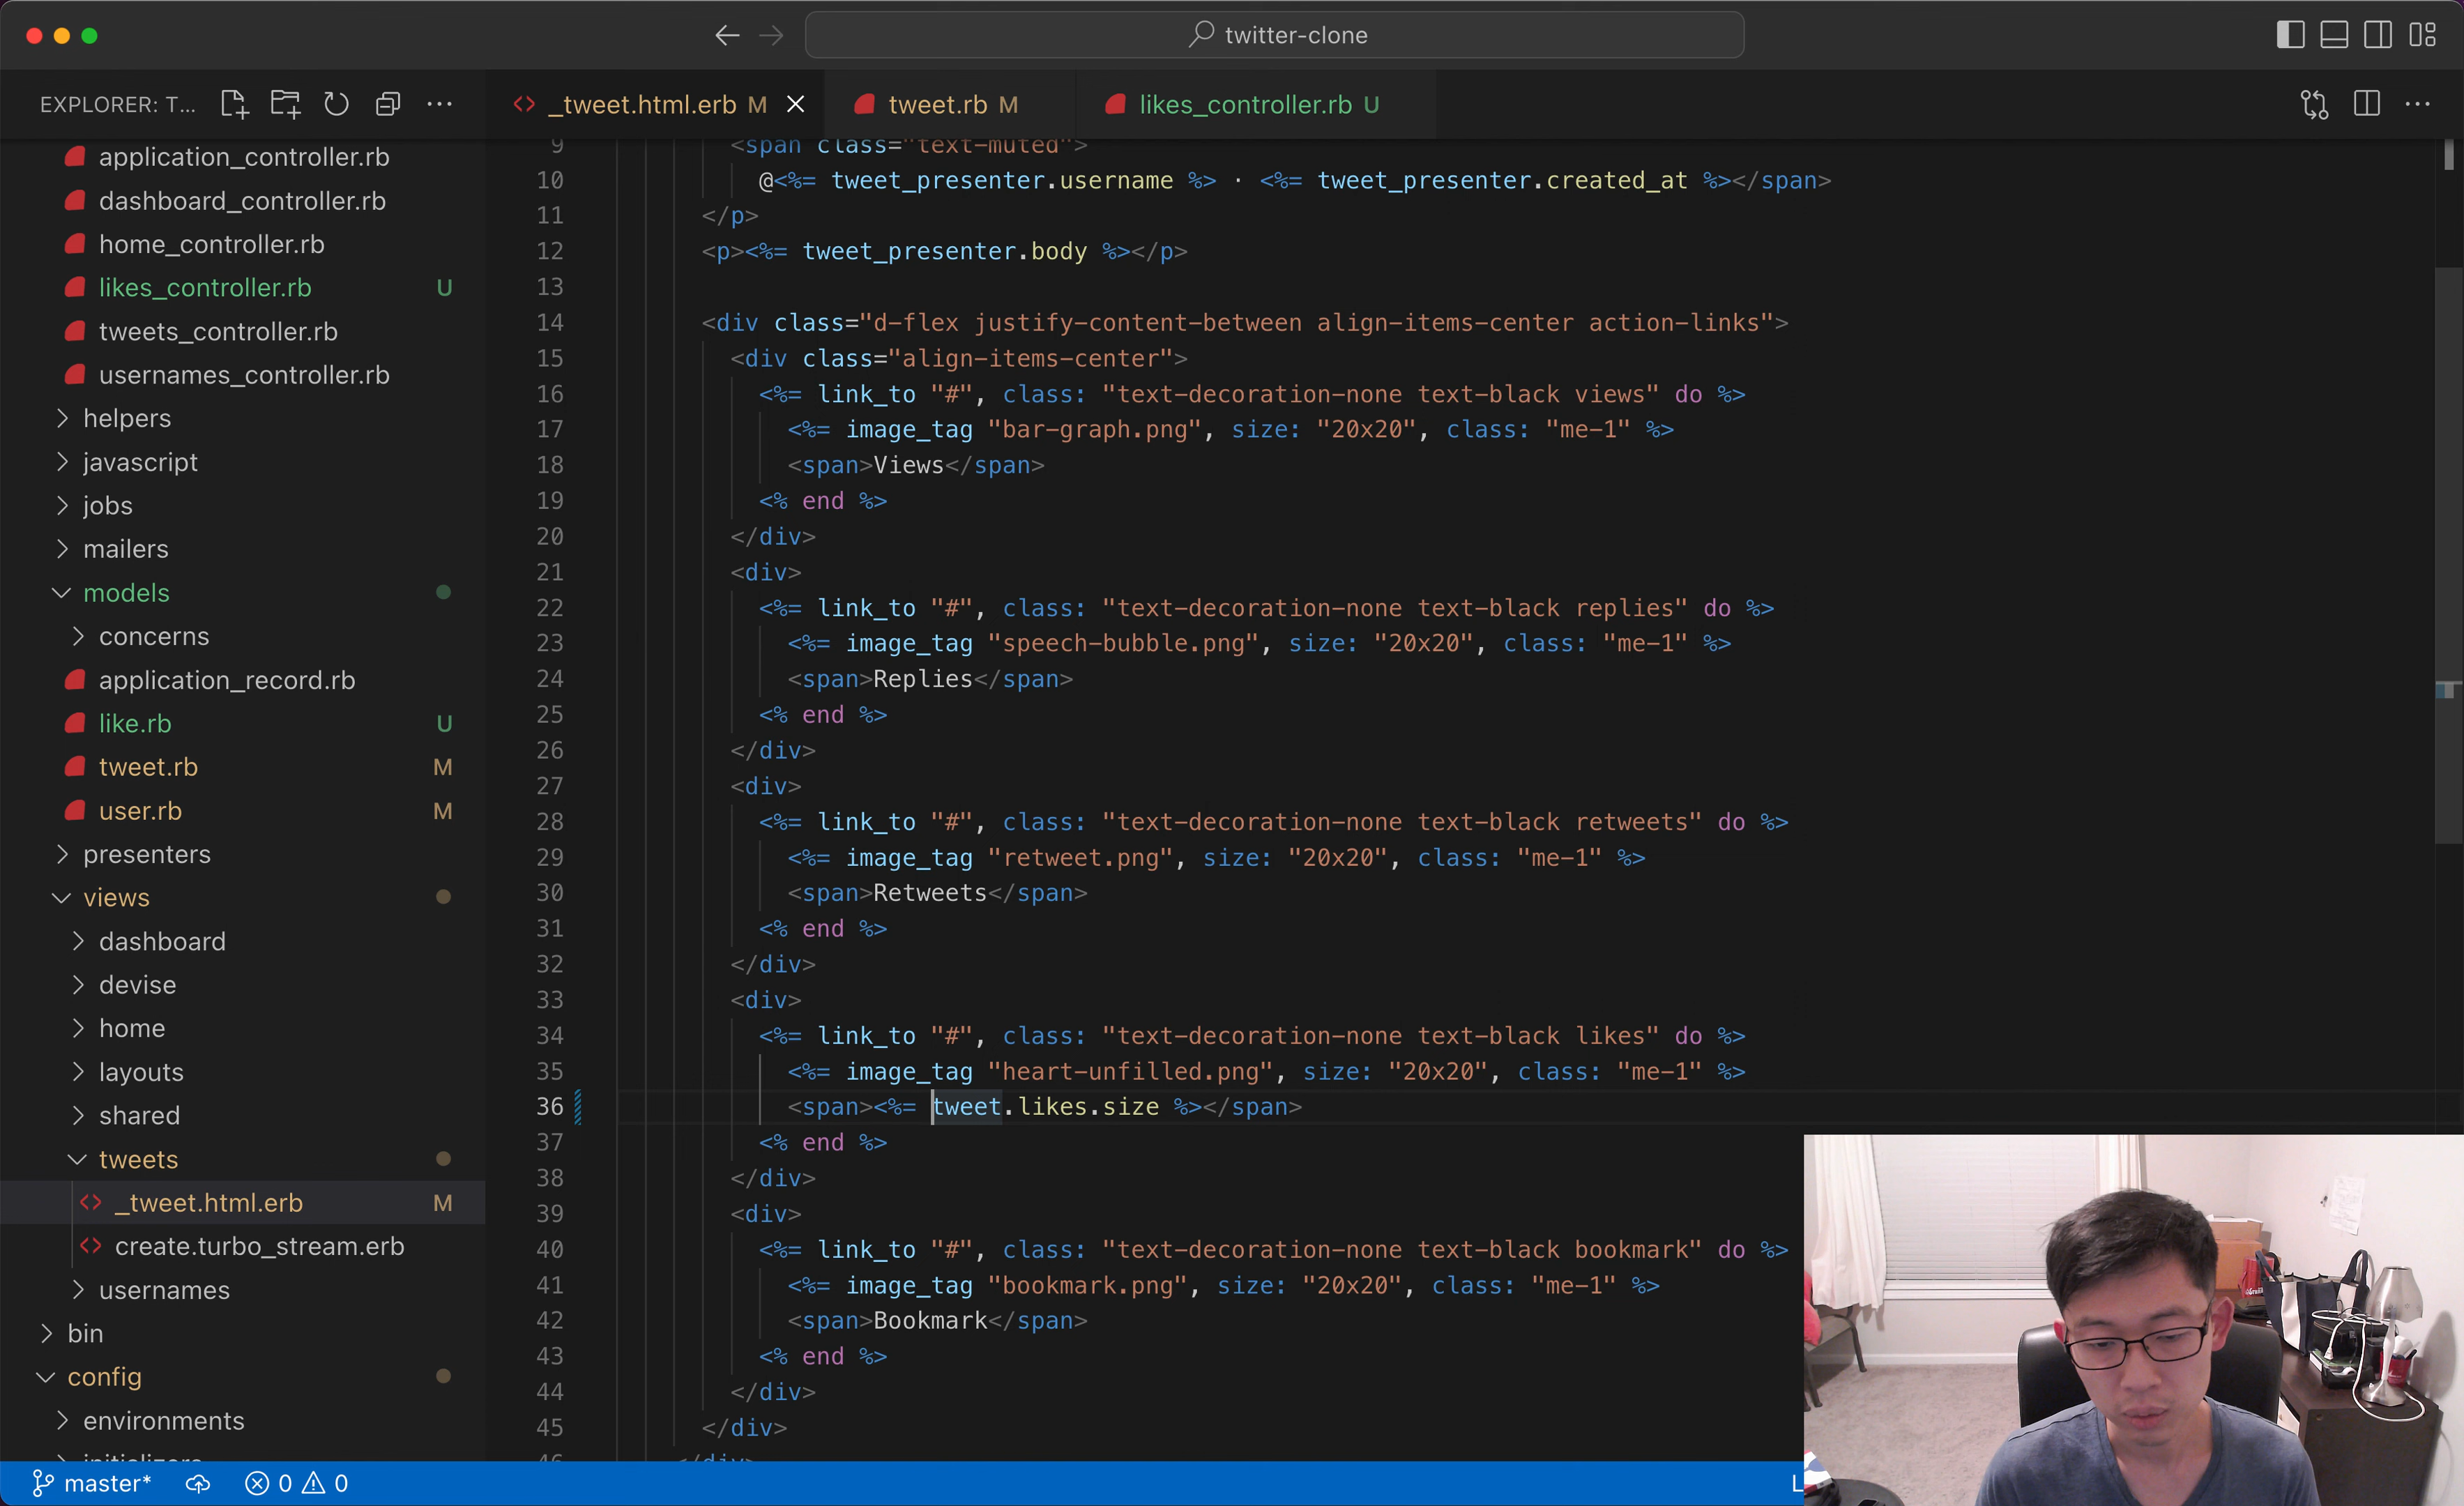 twitter-clone
EXPLORER: T...
_tweet.html.erb M
tweet.rb M
likes_controller.rb U
application_controller.rb
dashboard_controller.rb
home_controller.rb
likes_controller.rb U
tweets_controller.rb
usernames_controller.rb
helpers
javascript
jobs
mailers
models
concerns
application_record.rb
like.rb U
tweet.rb M
user.rb M
presenters
views
dashboard
devise
home
layouts
shared
tweets
_tweet.html.erb M
create.turbo_stream.erb
usernames
bin
config
environments
initializers
9 <span class="text-muted">
10 @<%= tweet_presenter.username %> · <%= tweet_presenter.created_at %></span>
11 </p>
12 <p><%= tweet_presenter.body %></p>
13
14 <div class="d-flex justify-content-between align-items-center action-links">
15 <div class="align-items-center">
16 <%= link_to "#", class: "text-decoration-none text-black views" do %>
17 <%= image_tag "bar-graph.png", size: "20x20", class: "me-1" %>
18 <span>Views</span>
19 <% end %>
20 </div>
21 <div>
22 <%= link_to "#", class: "text-decoration-none text-black replies" do %>
23 <%= image_tag "speech-bubble.png", size: "20x20", class: "me-1" %>
24 <span>Replies</span>
25 <% end %>
26 </div>
27 <div>
28 <%= link_to "#", class: "text-decoration-none text-black retweets" do %>
29 <%= image_tag "retweet.png", size: "20x20", class: "me-1" %>
30 <span>Retweets</span>
31 <% end %>
32 </div>
33 <div>
34 <%= link_to "#", class: "text-decoration-none text-black likes" do %>
35 <%= image_tag "heart-unfilled.png", size: "20x20", class: "me-1" %>
36 <span><%= tweet.likes.size %></span>
37 <% end %>
38 </div>
39 <div>
40 <%= link_to "#", class: "text-decoration-none text-black bookmark" do %>
41 <%= image_tag "bookmark.png", size: "20x20", class: "me-1" %>
42 <span>Bookmark</span>
43 <% end %>
44 </div>
45 </div>
46 </div>
master* 0 0